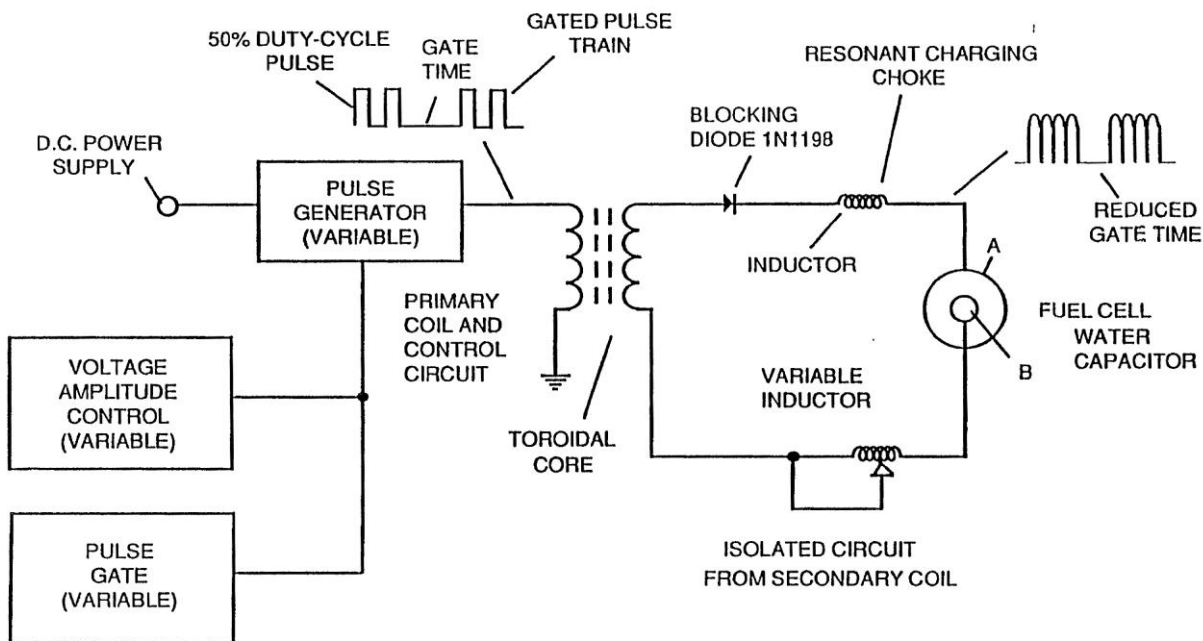 50% DUTY-CYCLE
PULSE
GATE
TIME
GATED PULSE
TRAIN
RESONANT CHARGING
CHOKE
D.C. POWER
SUPPLY
BLOCKING
DIODE 1N1198
PULSE
GENERATOR
(VARIABLE)
REDUCED
GATE TIME
INDUCTOR
A
PRIMARY
COIL AND
CONTROL
CIRCUIT
FUEL CELL
WATER
CAPACITOR
B
VOLTAGE
AMPLITUDE
CONTROL
(VARIABLE)
VARIABLE
INDUCTOR
TOROIDAL
CORE
PULSE
GATE
(VARIABLE)
ISOLATED CIRCUIT
FROM SECONDARY COIL